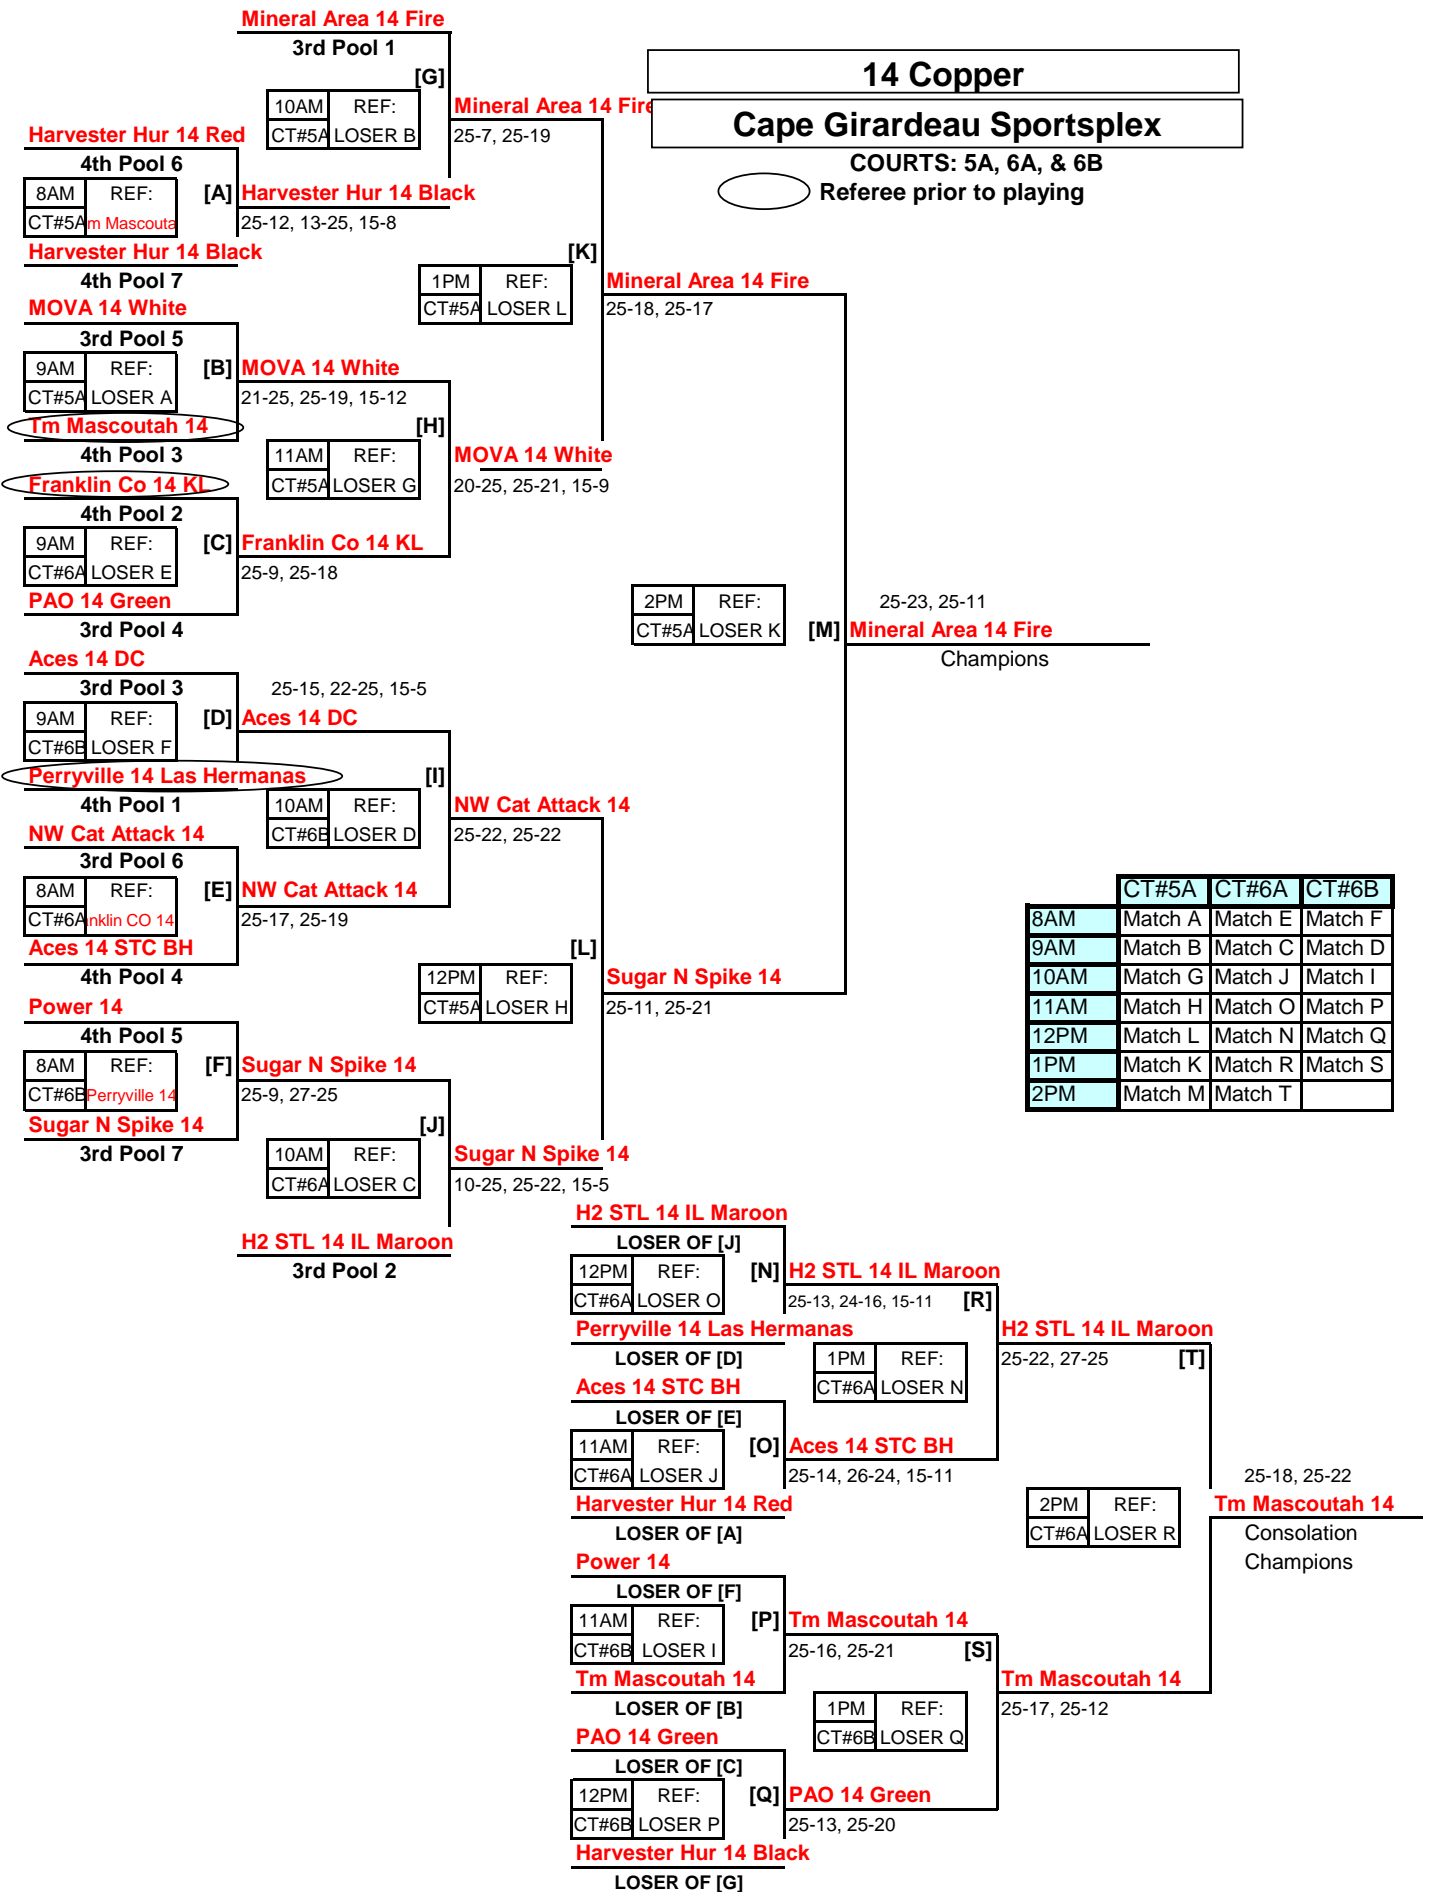 Mineral Area 14 Fire
3rd Pool 1
14 Copper
[G]
10AM REF:
Mineral Area 14 Fire
Cape Girardeau Sportsplex
CT#5A LOSER B
25-7, 25-19
Harvester Hur 14 Red
4th Pool 6
COURTS: 5A, 6A, & 6B
8AM REF:
[A] Harvester Hur 14 Black
Referee prior to playing
CT#5A m Mascouta
25-12, 13-25, 15-8
Harvester Hur 14 Black
[K]
4th Pool 7
1PM REF:
Mineral Area 14 Fire
MOVA 14 White
CT#5A LOSER L
25-18, 25-17
3rd Pool 5
9AM REF:
[B] MOVA 14 White
CT#5A LOSER A
21-25, 25-19, 15-12
Tm Mascoutah 14
[H]
4th Pool 3
11AM REF:
MOVA 14 White
Franklin Co 14 KL
CT#5A LOSER G
20-25, 25-21, 15-9
4th Pool 2
9AM REF:
[C] Franklin Co 14 KL
CT#6A LOSER E
25-9, 25-18
PAO 14 Green
2PM REF:
25-23, 25-11
3rd Pool 4
CT#5A LOSER K
[M] Mineral Area 14 Fire
Aces 14 DC
Champions
3rd Pool 3
25-15, 22-25, 15-5
9AM REF:
[D] Aces 14 DC
CT#6B LOSER F
Perryville 14 Las Hermanas
[I]
4th Pool 1
10AM REF:
NW Cat Attack 14
NW Cat Attack 14
CT#6B LOSER D
25-22, 25-22
3rd Pool 6
8AM REF:
[E] NW Cat Attack 14
CT#6A nklin CO 14
25-17, 25-19
Aces 14 STC BH
[L]
4th Pool 4
12PM REF:
Sugar N Spike 14
Power 14
CT#5A LOSER H
25-11, 25-21
4th Pool 5
8AM REF:
[F] Sugar N Spike 14
CT#6B Perryville 14
25-9, 27-25
Sugar N Spike 14
[J]
3rd Pool 7
10AM REF:
Sugar N Spike 14
CT#6A LOSER C
10-25, 25-22, 15-5
H2 STL 14 IL Maroon
3rd Pool 2
CT#5A CT#6A CT#6B
8AM Match A Match E Match F
9AM Match B Match C Match D
10AM Match G Match J Match I
11AM Match H Match O Match P
12PM Match L Match N Match Q
1PM Match K Match R Match S
2PM Match M Match T
H2 STL 14 IL Maroon
LOSER OF [J]
12PM REF:
[N] H2 STL 14 IL Maroon
CT#6A LOSER O
25-13, 24-16, 15-11
[R]
Perryville 14 Las Hermanas
H2 STL 14 IL Maroon
LOSER OF [D]
1PM REF:
25-22, 27-25
[T]
Aces 14 STC BH
CT#6A LOSER N
LOSER OF [E]
11AM REF:
[O] Aces 14 STC BH
CT#6A LOSER J
25-14, 26-24, 15-11
25-18, 25-22
Harvester Hur 14 Red
2PM REF:
Tm Mascoutah 14
LOSER OF [A]
CT#6A LOSER R
Consolation
Power 14
Champions
LOSER OF [F]
11AM REF:
[P] Tm Mascoutah 14
CT#6B LOSER I
25-16, 25-21
[S]
Tm Mascoutah 14
Tm Mascoutah 14
LOSER OF [B]
1PM REF:
25-17, 25-12
PAO 14 Green
CT#6B LOSER Q
LOSER OF [C]
12PM REF:
[Q] PAO 14 Green
CT#6B LOSER P
25-13, 25-20
Harvester Hur 14 Black
LOSER OF [G]